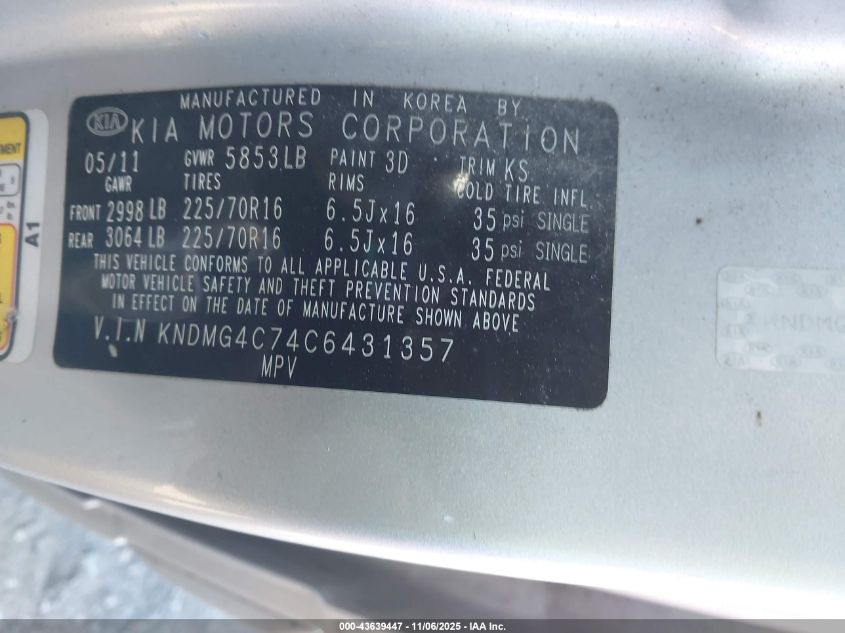 MANUFACTURED IN KOREA BY
KIA KIA MOTORS CORPORATION
05/11 GVWR 5853LB PAINT 3D TRIM KS
GAWR TIRES RIMS COLD TIRE INFL.
FRONT 2998 LB 225/70R16 6.5Jx16 35 psi SINGLE
REAR 3064 LB 225/70R16 6.5Jx16 35 psi SINGLE
THIS VEHICLE CONFORMS TO ALL APPLICABLE U.S.A. FEDERAL
MOTOR VEHICLE SAFETY AND THEFT PREVENTION STANDARDS
IN EFFECT ON THE DATE OF MANUFACTURE SHOWN ABOVE
V.I.N KNDMG4C74C6431357
MPV
A1
000-43639447 - 11/06/2025 - IAA Inc.